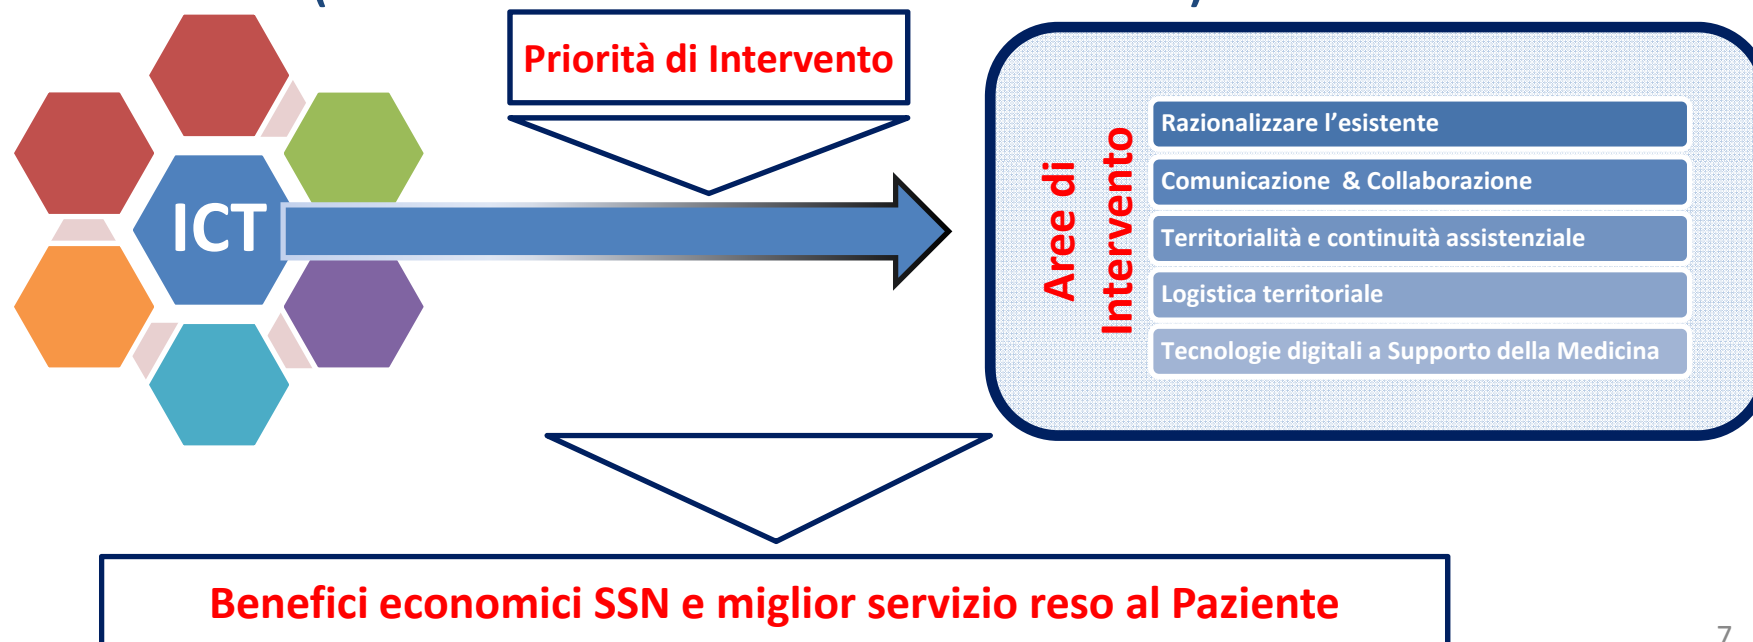 Priorità di Intervento
ICT
Aree di
Intervento
Razionalizzare l’esistente
Comunicazione  & Collaborazione
Territorialità e continuità assistenziale
Logistica territoriale
Tecnologie digitali a Supporto della Medicina
Benefici economici SSN e miglior servizio reso al Paziente
7